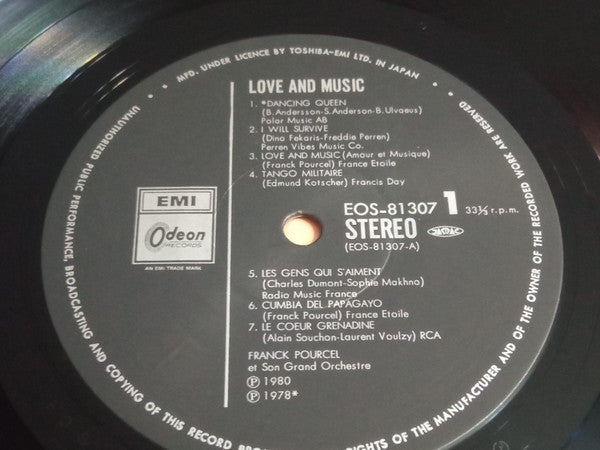 MFD. UNDER LICENCE BY TOSHIBA-EMI LTD. IN JAPAN
LOVE AND MUSIC
1. *DANCING QUEEN
(B.Andersson-S.Anderson-B.Ulvaeus)
Polar Music AB
2. I WILL SURVIVE
(Dino Fekaris-Freddie Perren)
Perren Vibes Music Co.
3. LOVE AND MUSIC (Amour et Musique)
(Franck Pourcel) France Etoile
4. TANGO MILITAIRE
(Edmund Kötscher) Francis Day
EMI
Odeon
RECORDS
AN EMI TRADE MARK
EOS-81307 1 33⅓ r.p.m.
STEREO
(EOS-81307-A)
5. LES GENS QUI S'AIMENT
(Charles Dumont-Sophie Makhno)
Radio Music France
6. CUMBIA DEL PAPAGAYO
(Franck Pourcel) France Etoile
7. LE COEUR GRENADINE
(Alain Souchon-Laurent Voulzy) RCA
FRANCK POURCEL
et Son Grand Orchestre
Ⓟ 1980
Ⓟ 1978*
UNAUTHORIZED PUBLIC PERFORMANCE, BROADCASTING AND COPYING OF THIS RECORD
RIGHTS OF THE MANUFACTURER AND OF THE OWNER OF THE RECORDED WORK ARE RESERVED